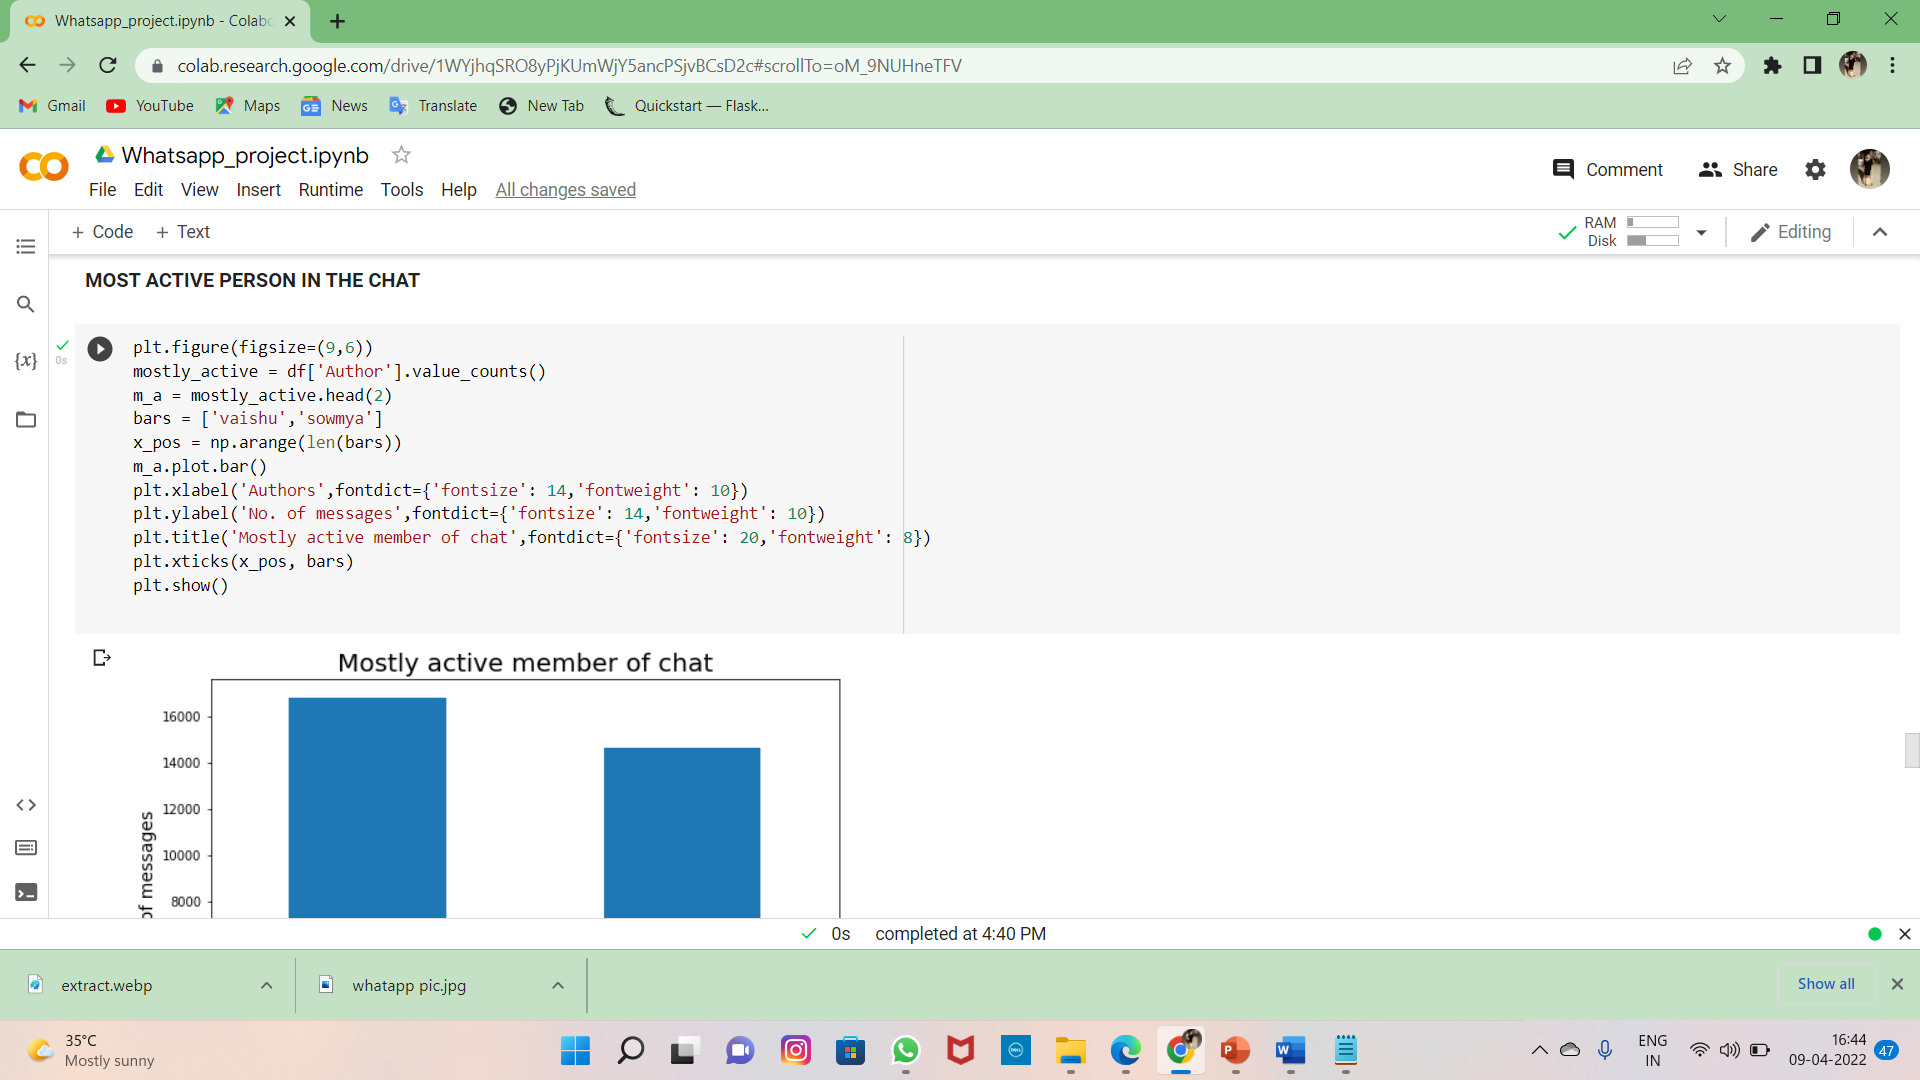 Whatsapp_project.ipynb - Colab
colab.research.google.com/drive/1WYjhqSRO8yPjKUmWjY5ancPSjvBCsD2c#scrollTo=oM_9NUHneTFV
Gmail YouTube Maps News Translate New Tab Quickstart — Flask...
Whatsapp_project.ipynb
File Edit View Insert Runtime Tools Help All changes saved
Comment Share
+ Code + Text
RAM
Disk
Editing
MOST ACTIVE PERSON IN THE CHAT
{x}
0s
plt.figure(figsize=(9,6))
mostly_active = df['Author'].value_counts()
m_a = mostly_active.head(2)
bars = ['vaishu','sowmya']
x_pos = np.arange(len(bars))
m_a.plot.bar()
plt.xlabel('Authors',fontdict={'fontsize': 14,'fontweight': 10})
plt.ylabel('No. of messages',fontdict={'fontsize': 14,'fontweight': 10})
plt.title('Mostly active member of chat',fontdict={'fontsize': 20,'fontweight': 8})
plt.xticks(x_pos, bars)
plt.show()
Mostly active member of chat
16000
14000
12000
10000
8000
of messages
0s completed at 4:40 PM
extract.webp
whatapp pic.jpg
Show all
35°C
Mostly sunny
ENG
IN
16:44
09-04-2022
47